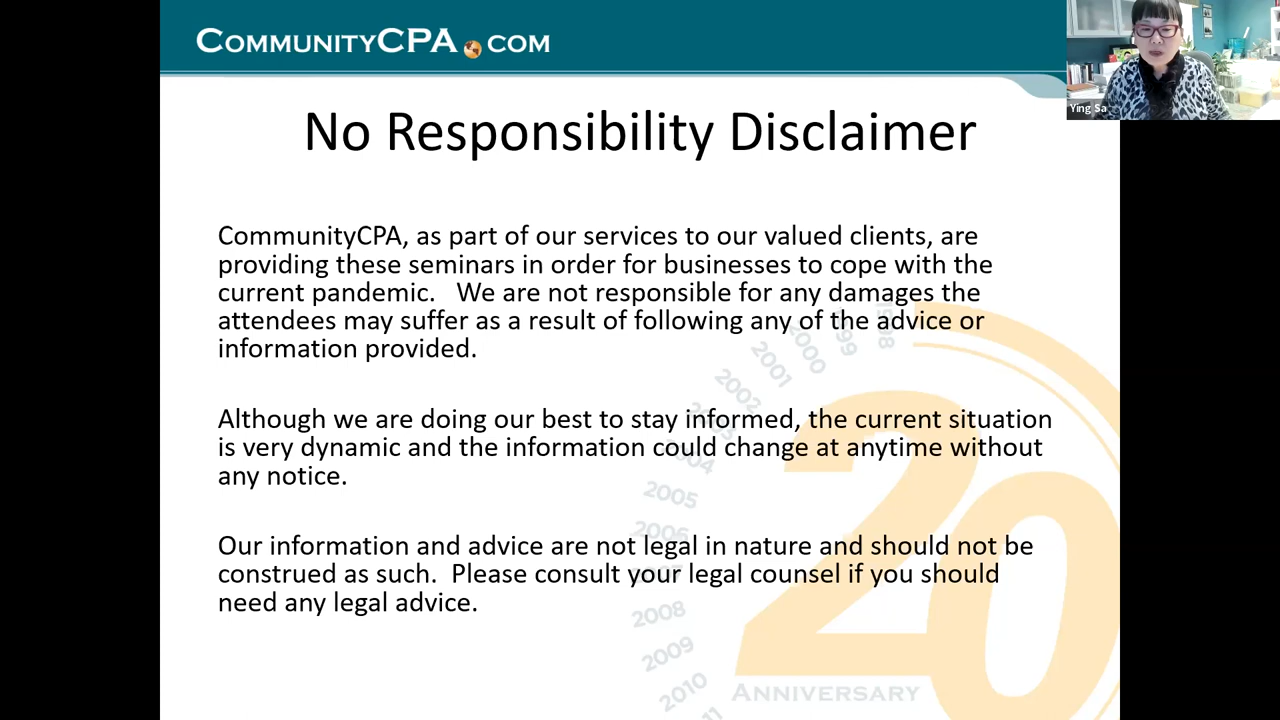 COMMUNITYCPA.COM
Ying Sa
No Responsibility Disclaimer
CommunityCPA, as part of our services to our valued clients, are
providing these seminars in order for businesses to cope with the
current pandemic.   We are not responsible for any damages the
attendees may suffer as a result of following any of the advice or
information provided.
Although we are doing our best to stay informed, the current situation
is very dynamic and the information could change at anytime without
any notice.
Our information and advice are not legal in nature and should not be
construed as such.  Please consult your legal counsel if you should
need any legal advice.
1998
1999
2000
2001
2002
2003
2004
2005
2006
2007
2008
2009
2010
20
ANNIVERSARY